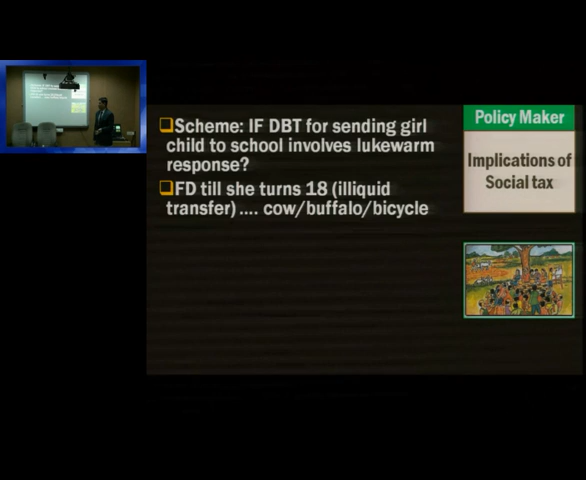 Scheme: IF DBT for sending girl
child to school involves lukewarm
response?
FD till she turns 18 (illiquid
transfer) .... cow/buffalo/bicycle
Policy Maker
Implications of
Social tax